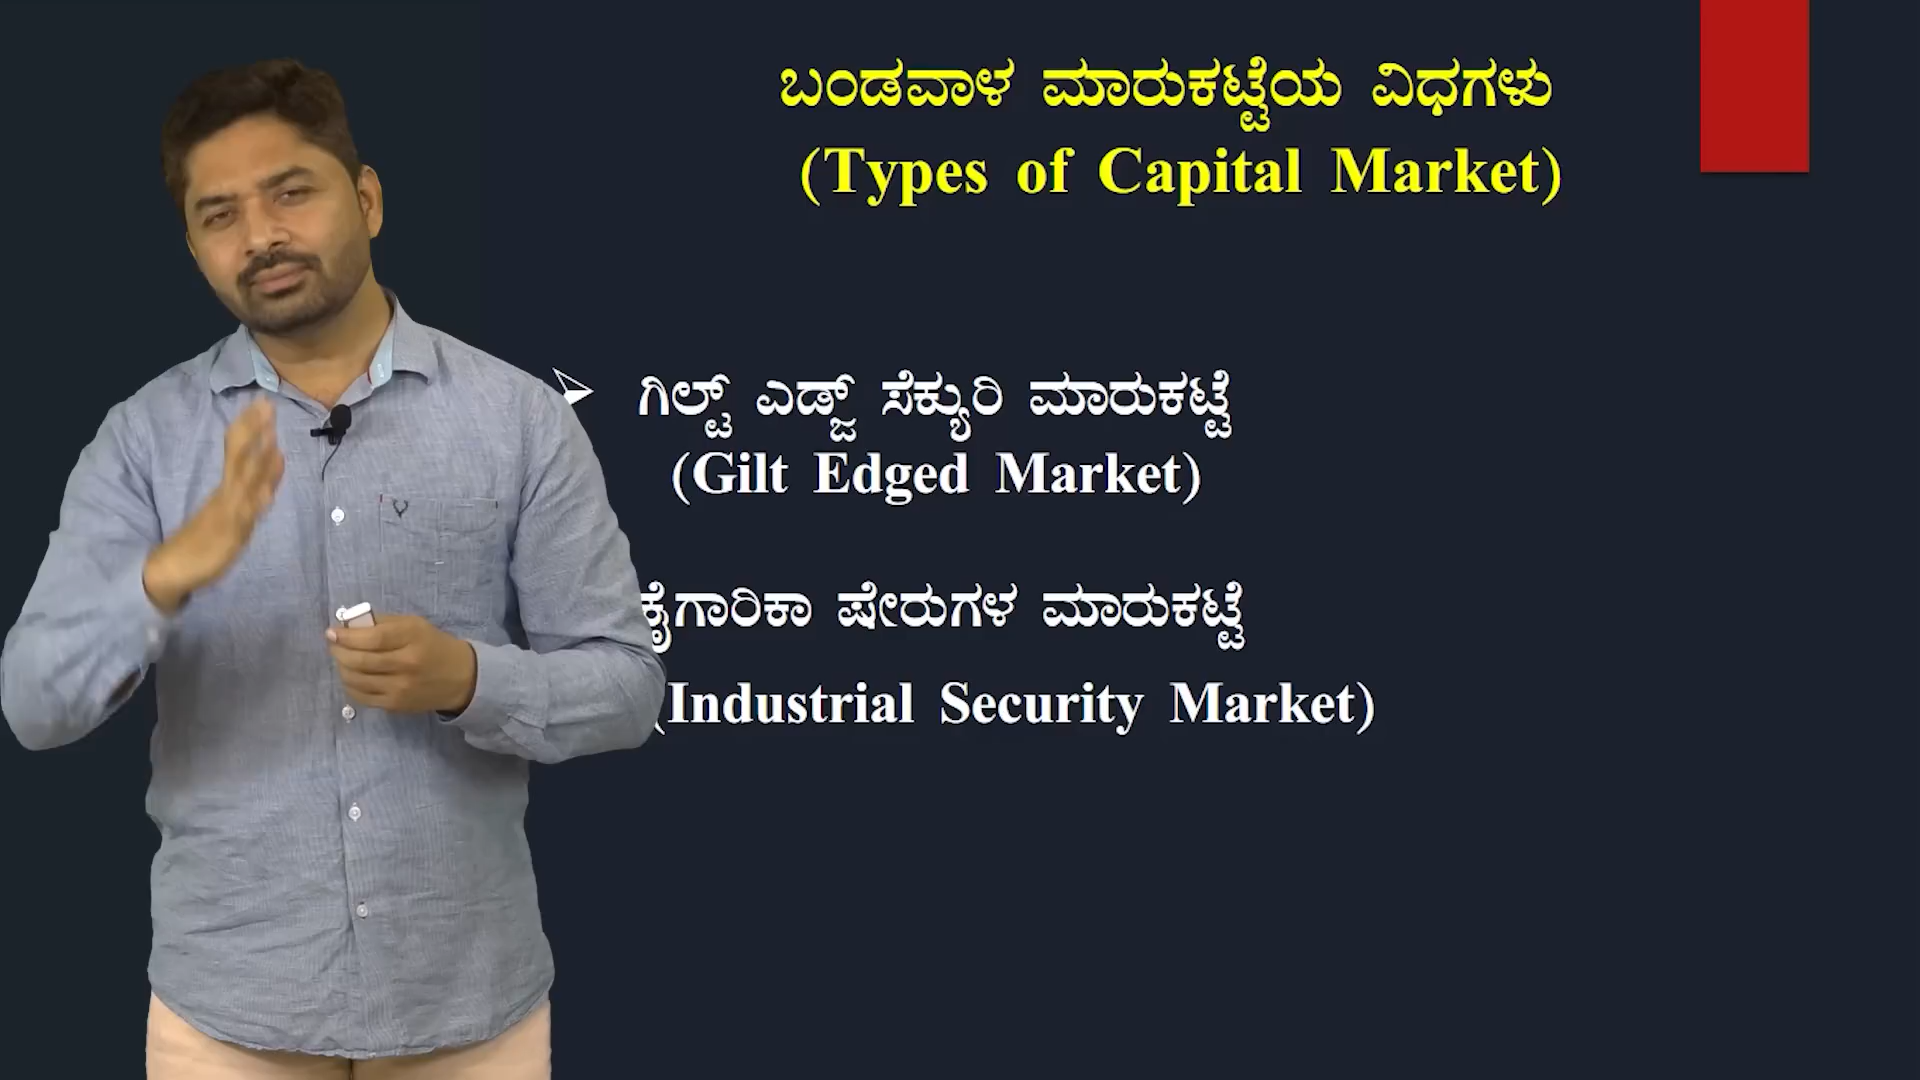 ಬಂಡವಾಳ ಮಾರುಕಟ್ಟೆಯ ವಿಧಗಳು
(Types of Capital Market)
ಗಿಲ್ಟ್ ಎಡ್ಜ್ ಸೆಕ್ಯುರಿ ಮಾರುಕಟ್ಟೆ
(Gilt Edged Market)
ಕೈಗಾರಿಕಾ ಷೇರುಗಳ ಮಾರುಕಟ್ಟೆ
(Industrial Security Market)